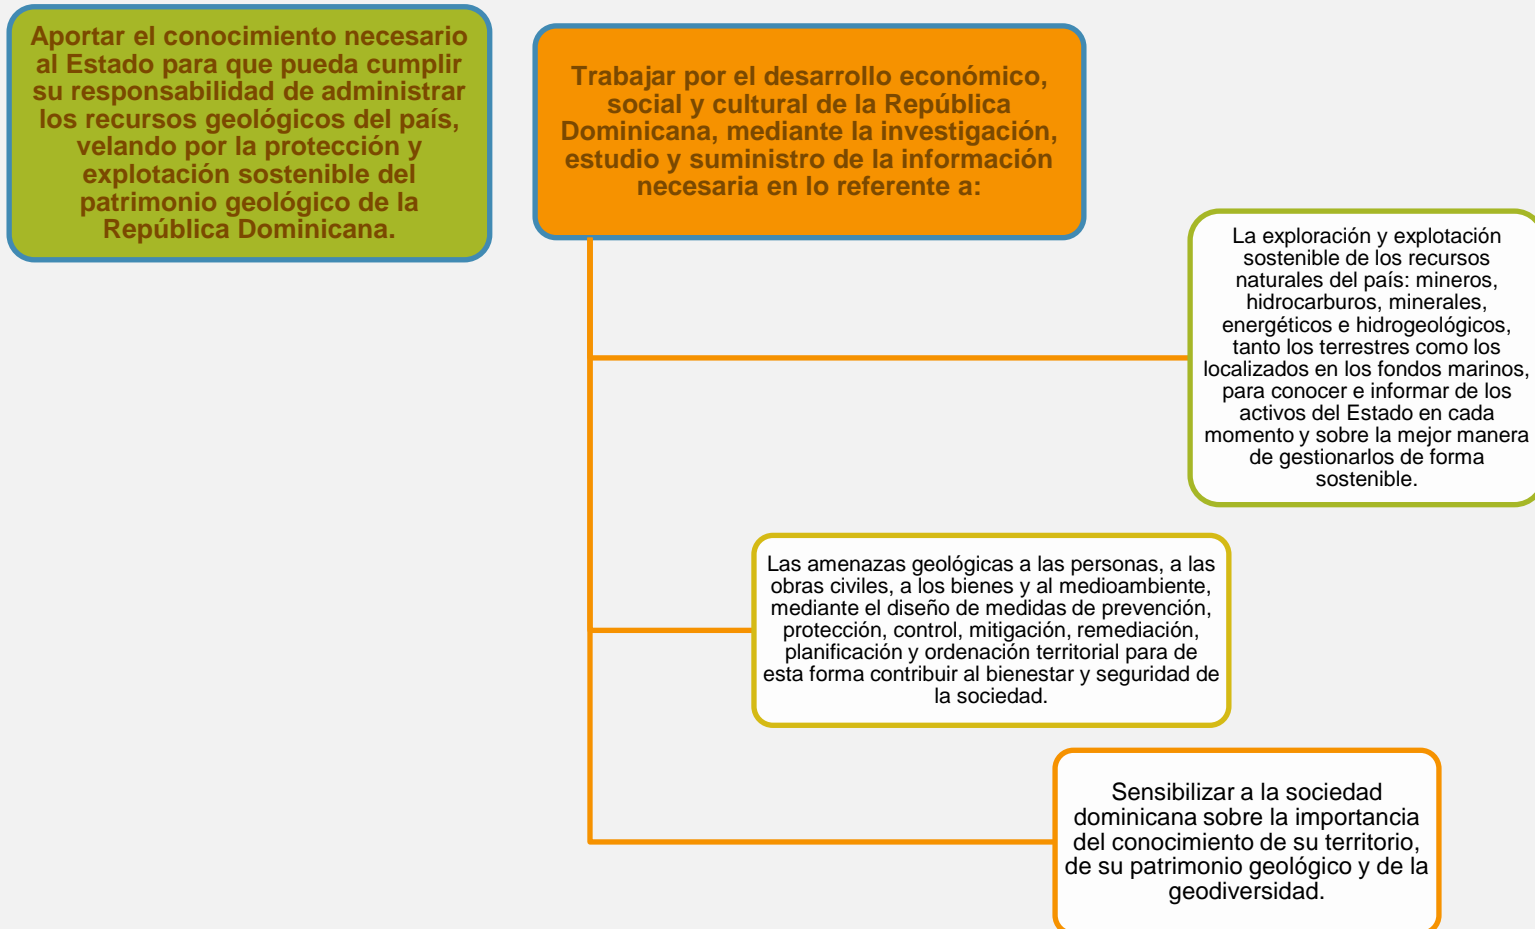 Aportar el conocimiento necesario
al Estado para que pueda cumplir
su responsabilidad de administrar
los recursos geológicos del país,
velando por la protección y
explotación sostenible del
patrimonio geológico de la
República Dominicana.
Trabajar por el desarrollo económico,
social y cultural de la República
Dominicana, mediante la investigación,
estudio y suministro de la información
necesaria en lo referente a:
La exploración y explotación
sostenible de los recursos
naturales del país: mineros,
hidrocarburos, minerales,
energéticos e hidrogeológicos,
tanto los terrestres como los
localizados en los fondos marinos,
para conocer e informar de los
activos del Estado en cada
momento y sobre la mejor manera
de gestionarlos de forma
sostenible.
Las amenazas geológicas a las personas, a las
obras civiles, a los bienes y al medioambiente,
mediante el diseño de medidas de prevención,
protección, control, mitigación, remediación,
planificación y ordenación territorial para de
esta forma contribuir al bienestar y seguridad de
la sociedad.
Sensibilizar a la sociedad
dominicana sobre la importancia
del conocimiento de su territorio,
de su patrimonio geológico y de la
geodiversidad.